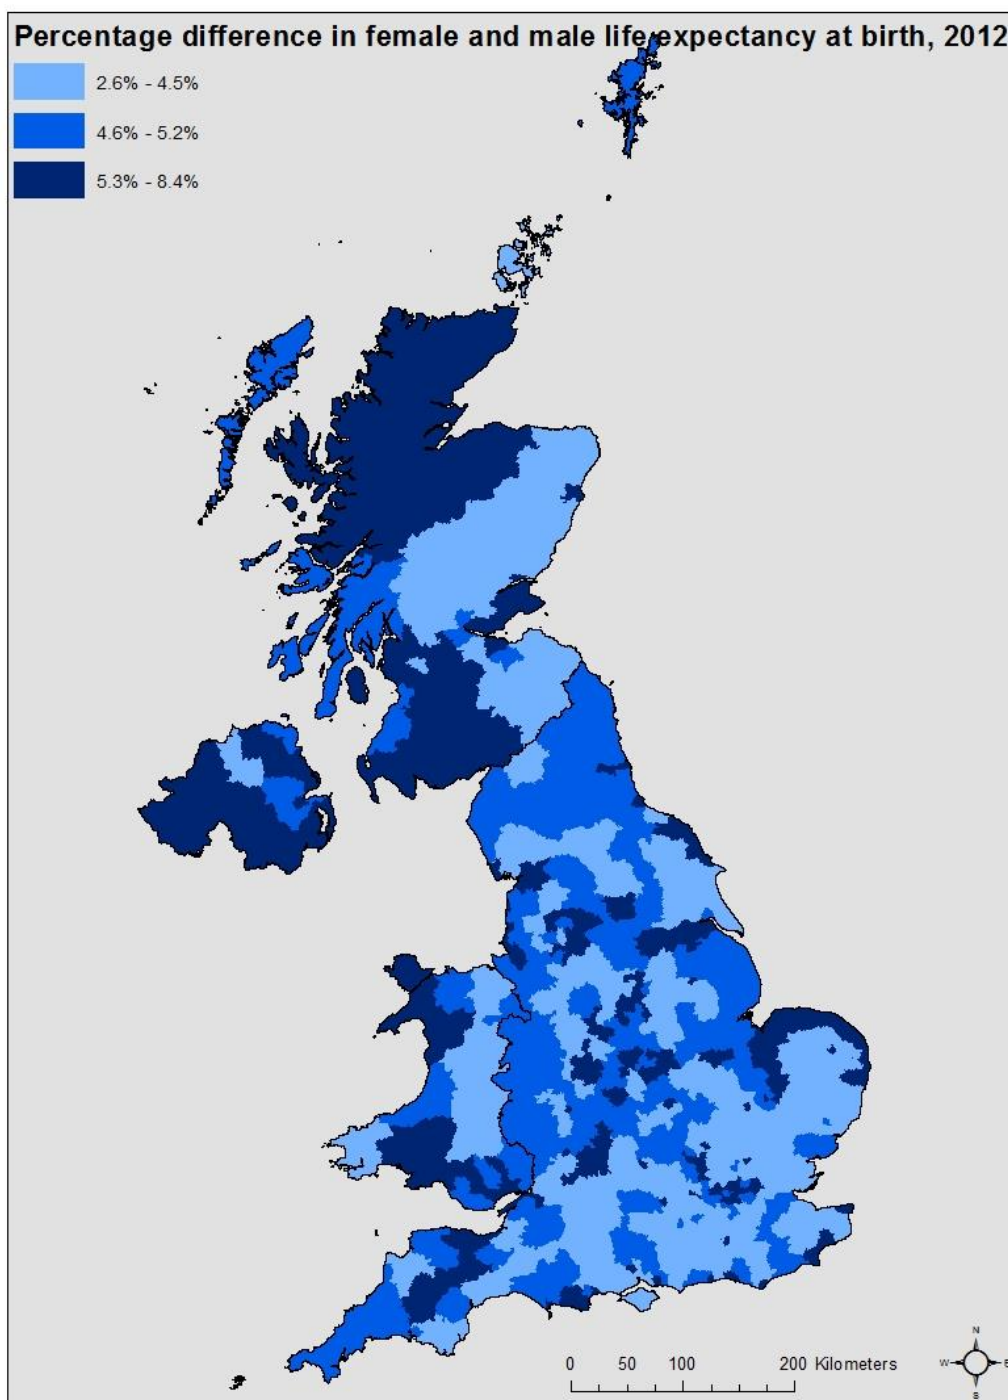 Percentage difference in female and male life expectancy at birth, 2012
2.6% - 4.5%
4.6% - 5.2%
5.3% - 8.4%
N
W E
S
0 50 100 200 Kilometers